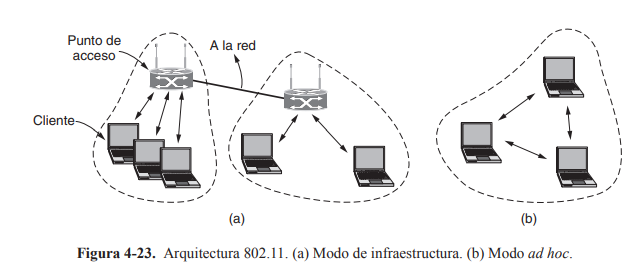 Punto de
acceso
A la red
Cliente
(a)
(b)
Figura 4-23. Arquitectura 802.11. (a) Modo de infraestructura. (b) Modo ad hoc.